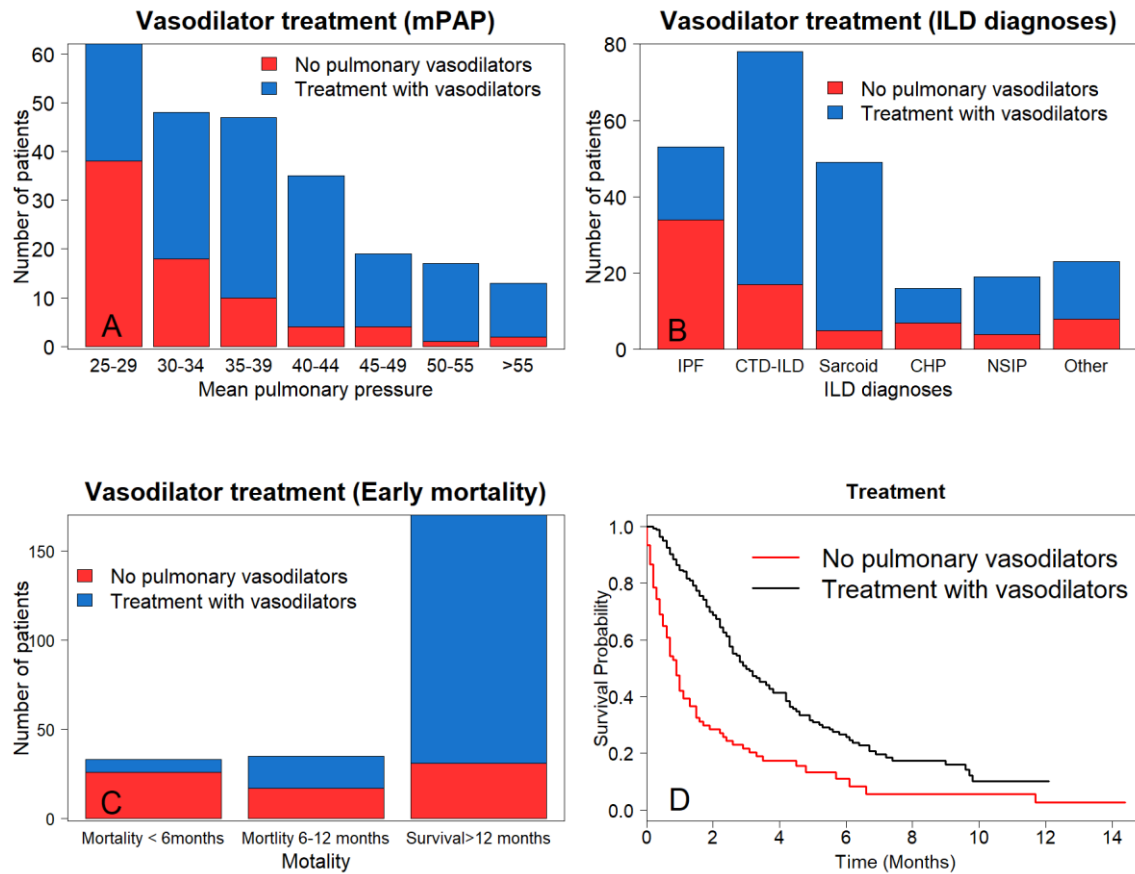 Vasodilator treatment (mPAP)
Number of patients
60
50
40
30
20
10
0
No pulmonary vasodilators
Treatment with vasodilators
A
25-29 30-34 35-39 40-44 45-49 50-55 >55
Mean pulmonary pressure
Vasodilator treatment (ILD diagnoses)
Number of patients
80
60
40
20
0
No pulmonary vasodilators
Treatment with vasodilators
B
IPF CTD-ILD Sarcoid CHP NSIP Other
ILD diagnoses
Vasodilator treatment (Early mortality)
Number of patients
150
100
50
0
No pulmonary vasodilators
Treatment with vasodilators
C
Mortality < 6months Mortlity 6-12 months Survival>12 months
Motality
Treatment
Survival Probability
1.0
0.8
0.6
0.4
0.2
0.0
No pulmonary vasodilators
Treatment with vasodilators
D
0 2 4 6 8 10 12 14
Time (Months)